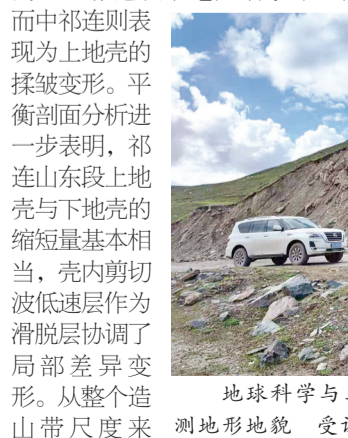 而中祁连则表
现为上地壳的
揉皱变形。平
衡剖面分析进
一步表明，祁
连山东段上地
壳与下地壳的
缩短量基本相
当，壳内剪切
波低速层作为
滑脱层协调了
局部差异变
形。从整个造
山带尺度来
地球科学与
测地形地貌 受